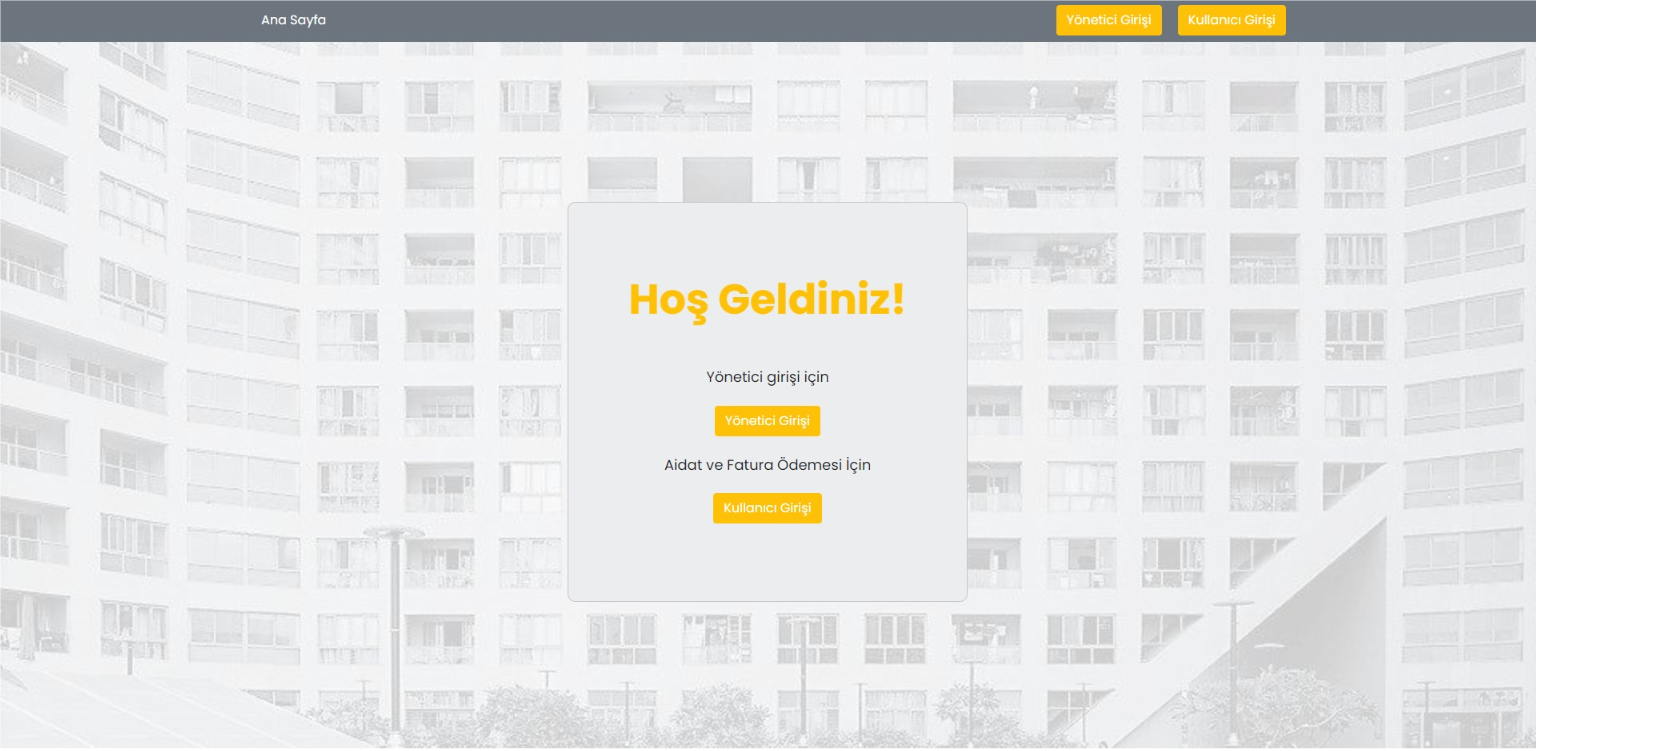 Ana Sayfa
Yönetici Girişi
Kullanıcı Girişi
Hoş Geldiniz!
Yönetici girişi için
Yönetici Girişi
Aidat ve Fatura Ödemesi İçin
Kullanıcı Girişi